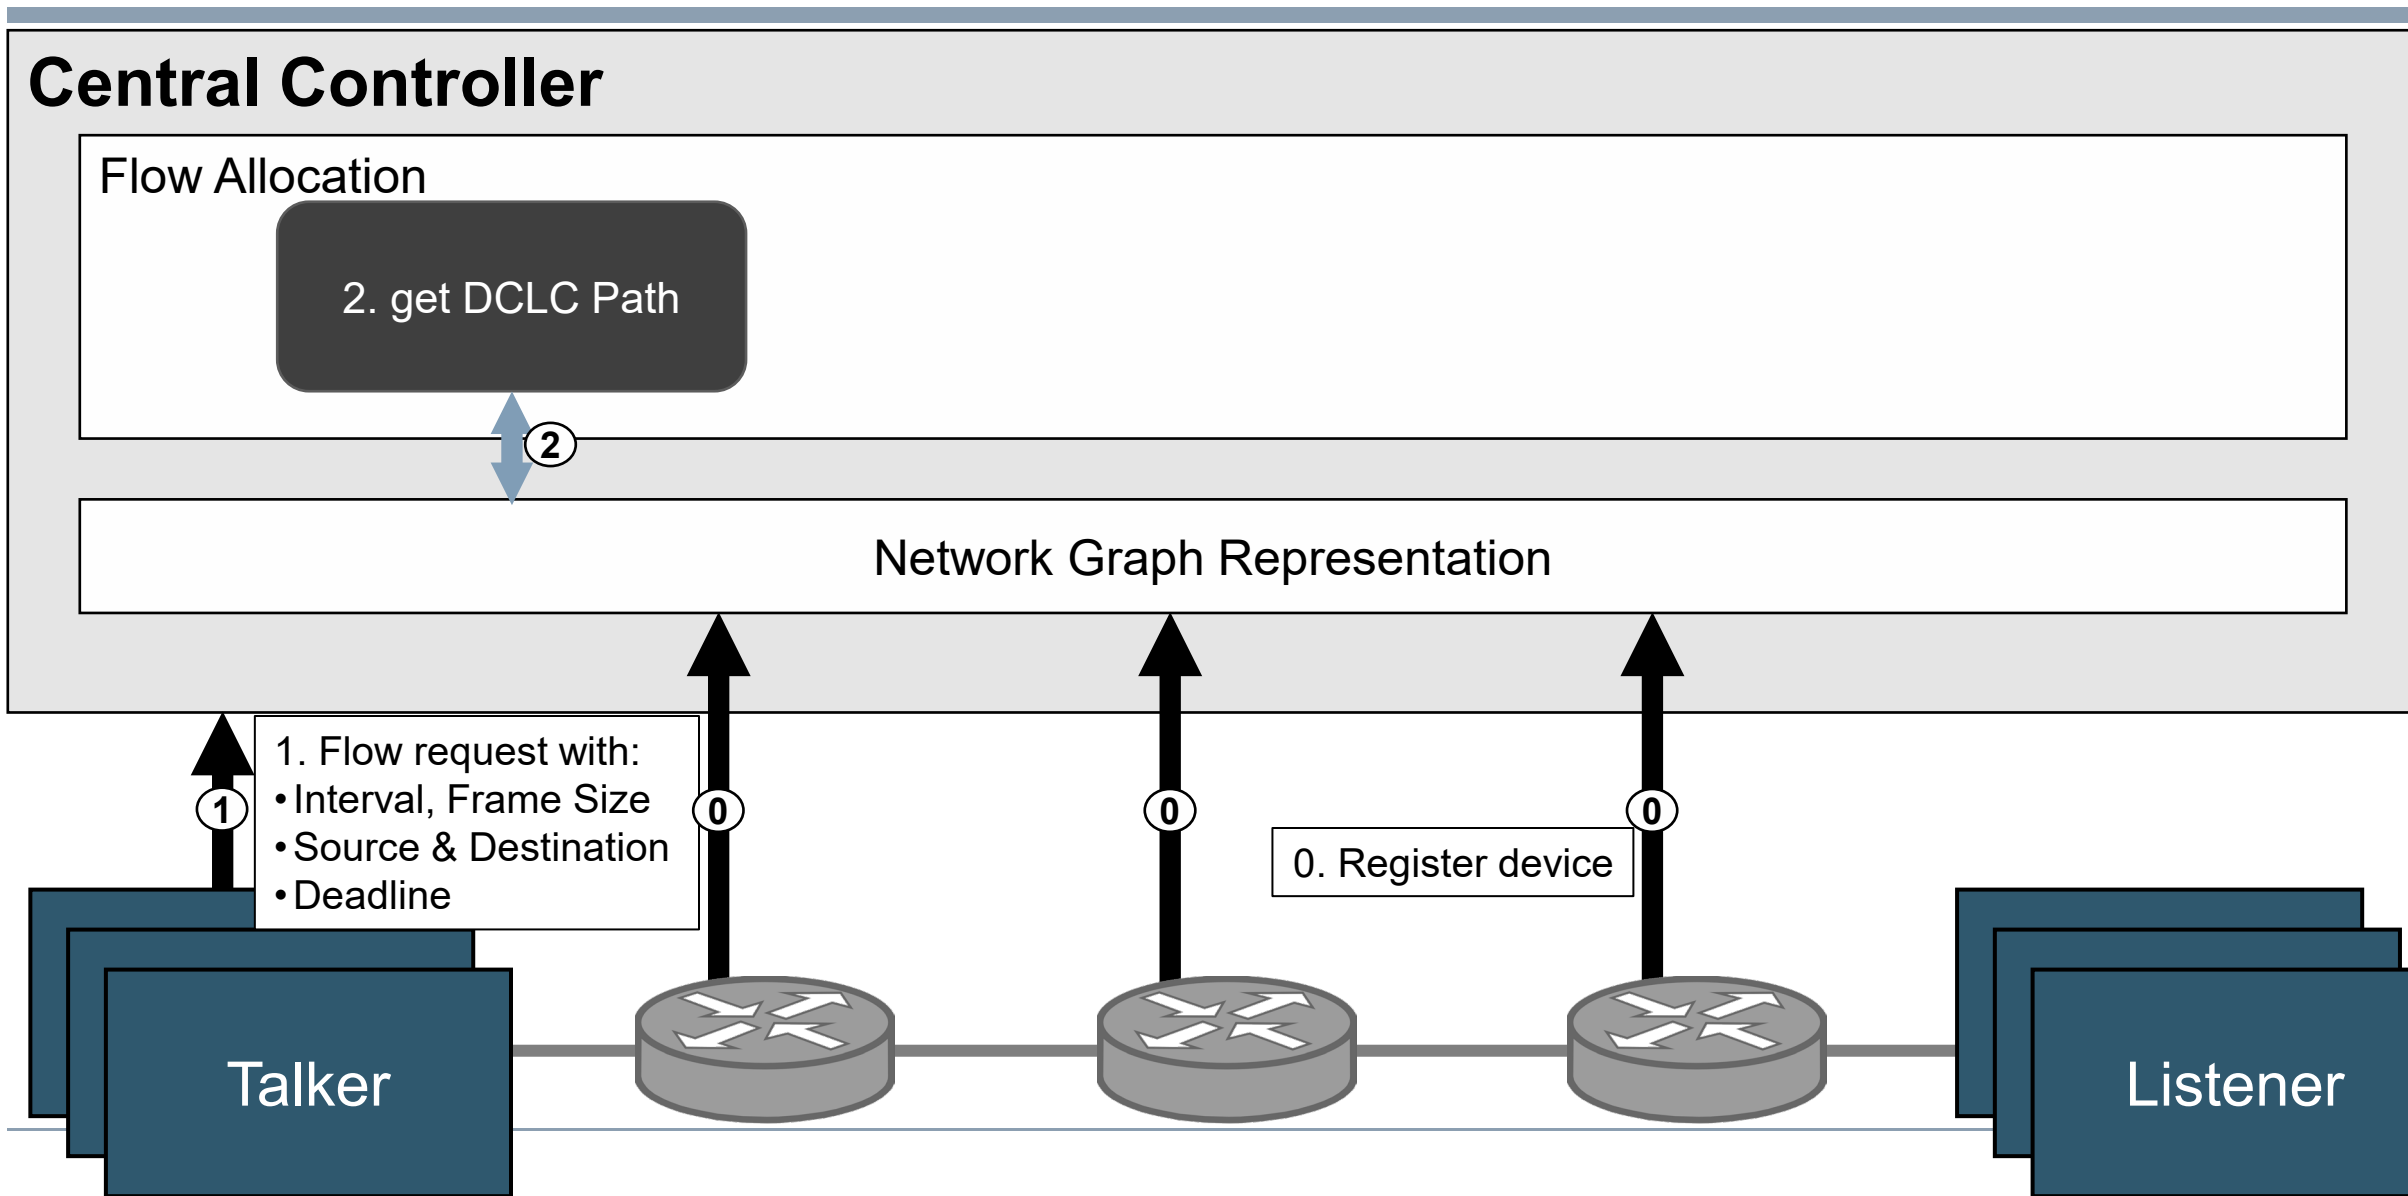 Central Controller
Flow Allocation
2. get DCLC Path
2
Network Graph Representation
1. Flow request with:
•Interval, Frame Size
•Source & Destination
•Deadline
1
0
0
0
0. Register device
Talker
Listener